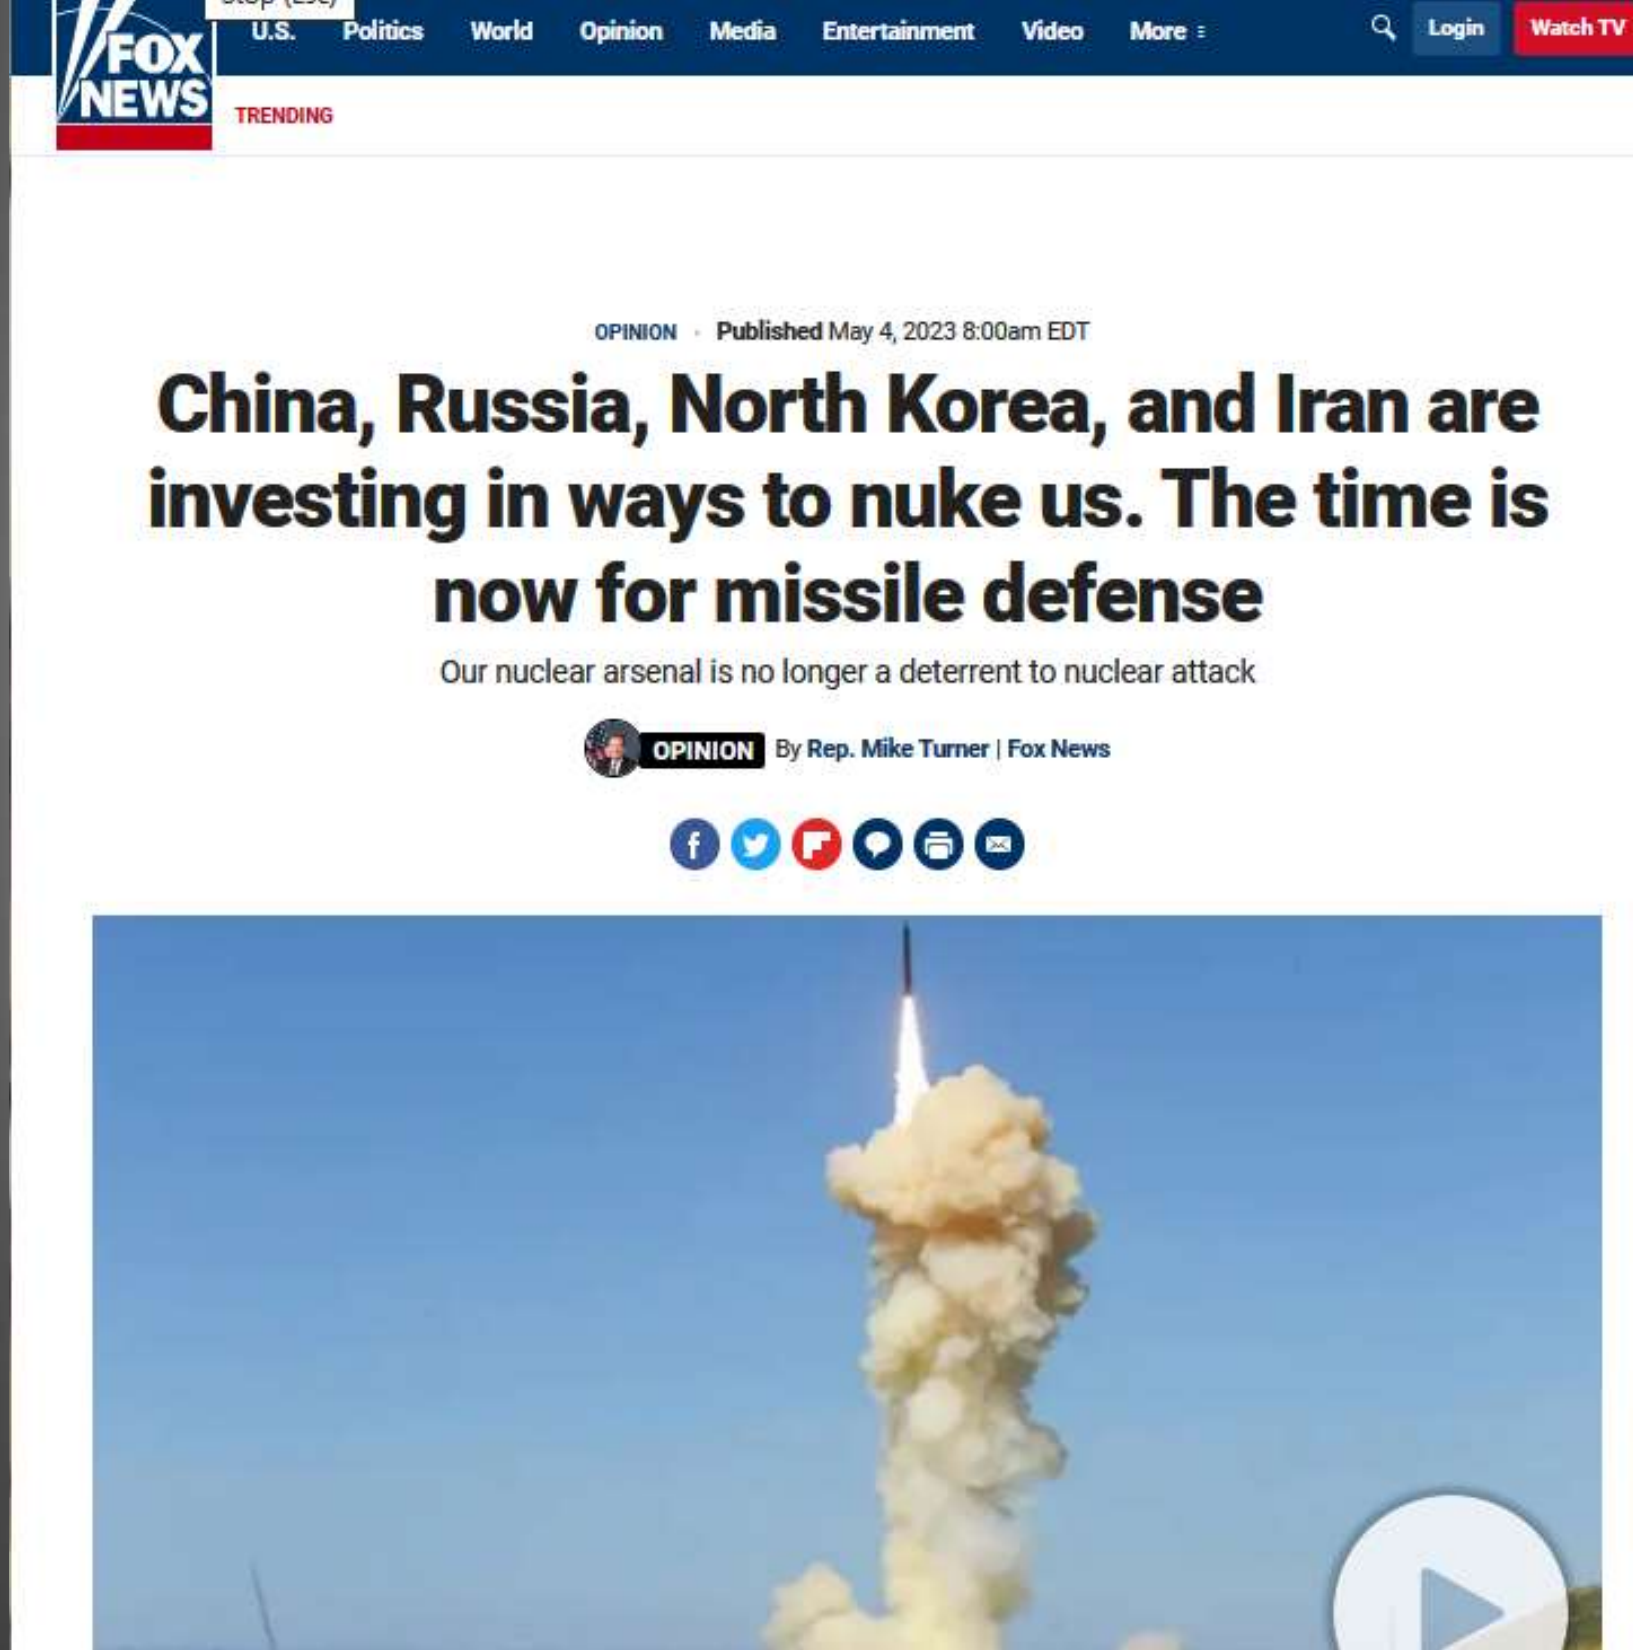 FOX
NEWS
U.S. Politics World Opinion Media Entertainment Video More Login Watch TV
TRENDING
OPINION · Published May 4, 2023 8:00am EDT
China, Russia, North Korea, and Iran are
investing in ways to nuke us. The time is
now for missile defense
Our nuclear arsenal is no longer a deterrent to nuclear attack
OPINION By Rep. Mike Turner | Fox News